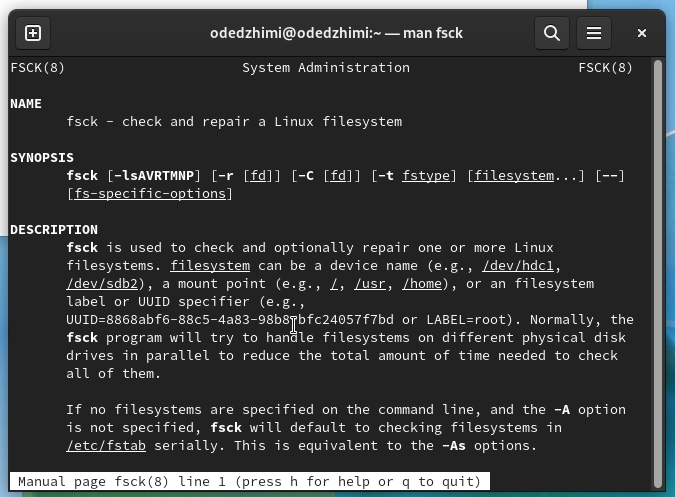 odedzhimi@odedzhimi:~ — man fsck
FSCK(8) System Administration FSCK(8)
NAME
fsck - check and repair a Linux filesystem
SYNOPSIS
fsck [-lsAVRTMNP] [-r [fd]] [-C [fd]] [-t fstype] [filesystem...] [--]
[fs-specific-options]
DESCRIPTION
fsck is used to check and optionally repair one or more Linux
filesystems. filesystem can be a device name (e.g., /dev/hdc1,
/dev/sdb2), a mount point (e.g., /, /usr, /home), or an filesystem
label or UUID specifier (e.g.,
or LABEL=root). Normally, the
fsck program will try to handle filesystems on different physical disk
drives in parallel to reduce the total amount of time needed to check
all of them.
If no filesystems are specified on the command line, and the -A option
is not specified, fsck will default to checking filesystems in
/etc/fstab serially. This is equivalent to the -As options.
Manual page fsck(8) line 1 (press h for help or q to quit)